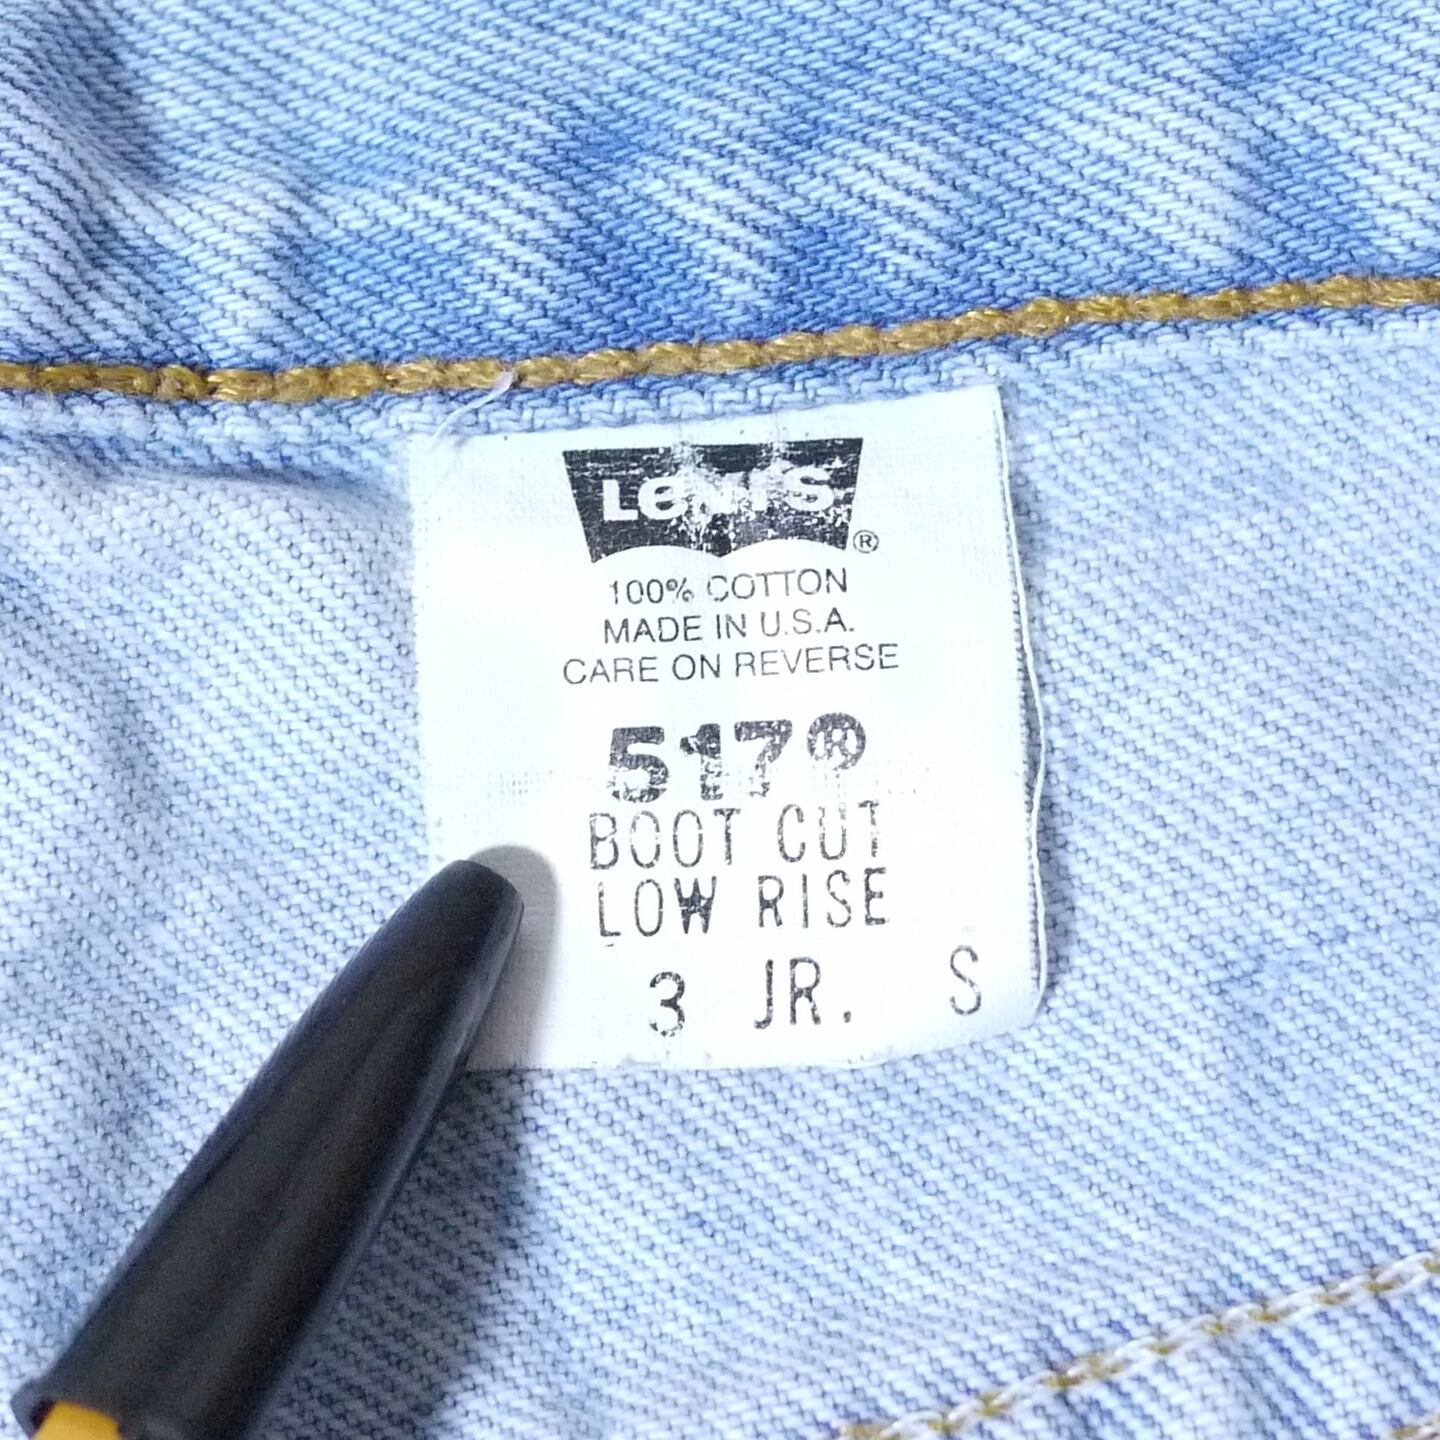 LEVI'S®
100% COTTON
MADE IN U.S.A.
CARE ON REVERSE
517®
BOOT CUT
LOW RISE
3 JR. S